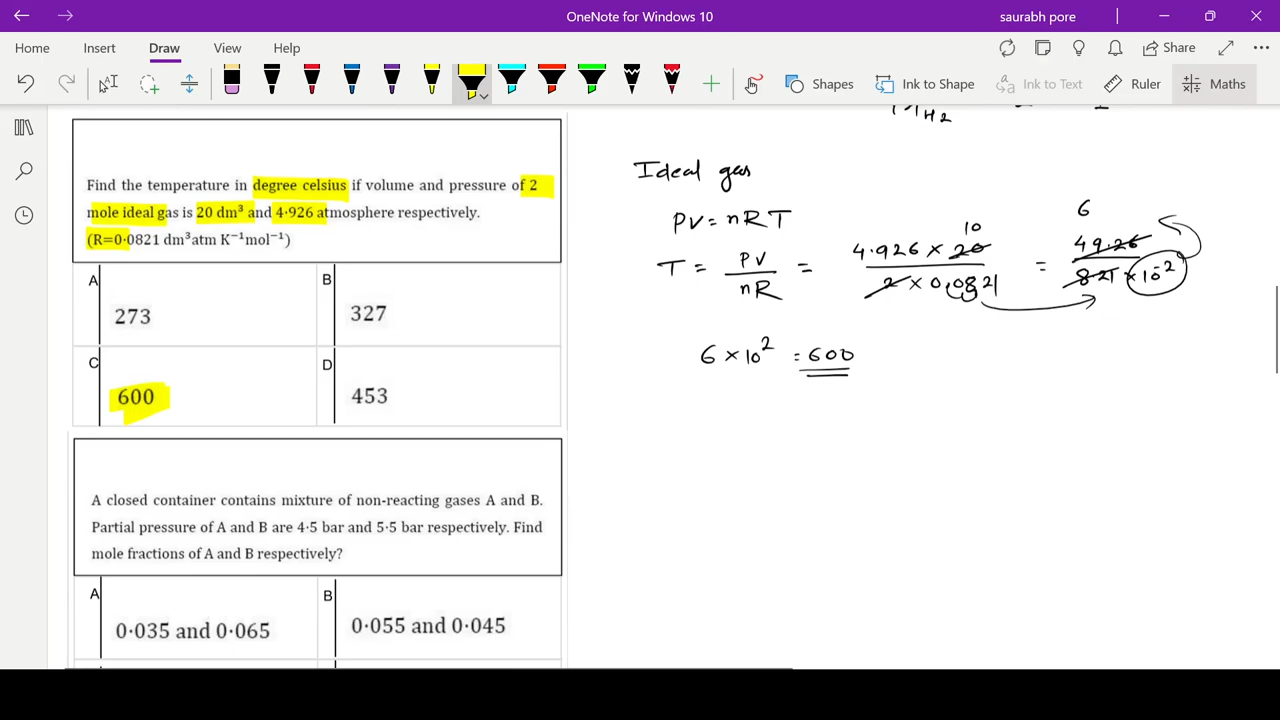 OneNote for Windows 10
saurabh pore
Home Insert Draw View Help
Share
Shapes
Ink to Shape
Ink to Text
Ruler
Maths
Find the temperature in degree celsius if volume and pressure of 2
mole ideal gas is 20 dm³ and 4·926 atmosphere respectively.
(R=0·0821 dm³atm K⁻¹mol⁻¹)
A
273
B
327
C
600
D
453
A closed container contains mixture of non-reacting gases A and B.
Partial pressure of A and B are 4·5 bar and 5·5 bar respectively. Find
mole fractions of A and B respectively?
A
0·035 and 0·065
B
0·055 and 0·045
H2
Ideal gas
PV = nRT
T = PV / nR = 4.926 × 20 / 2 × 0.0821 = 49.26 / 821 × 10⁻²
10
6
6 × 10² = 600